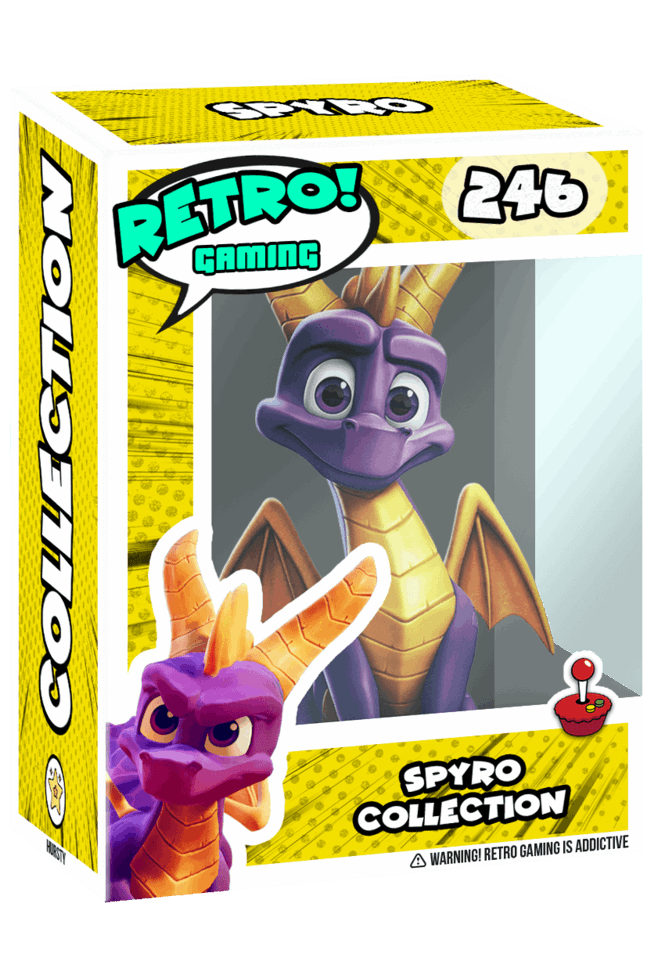 SPYRO
RETRO!
GAMING
246
COLLECTION
SPYRO
COLLECTION
WARNING! RETRO GAMING IS ADDICTIVE
HURSTY